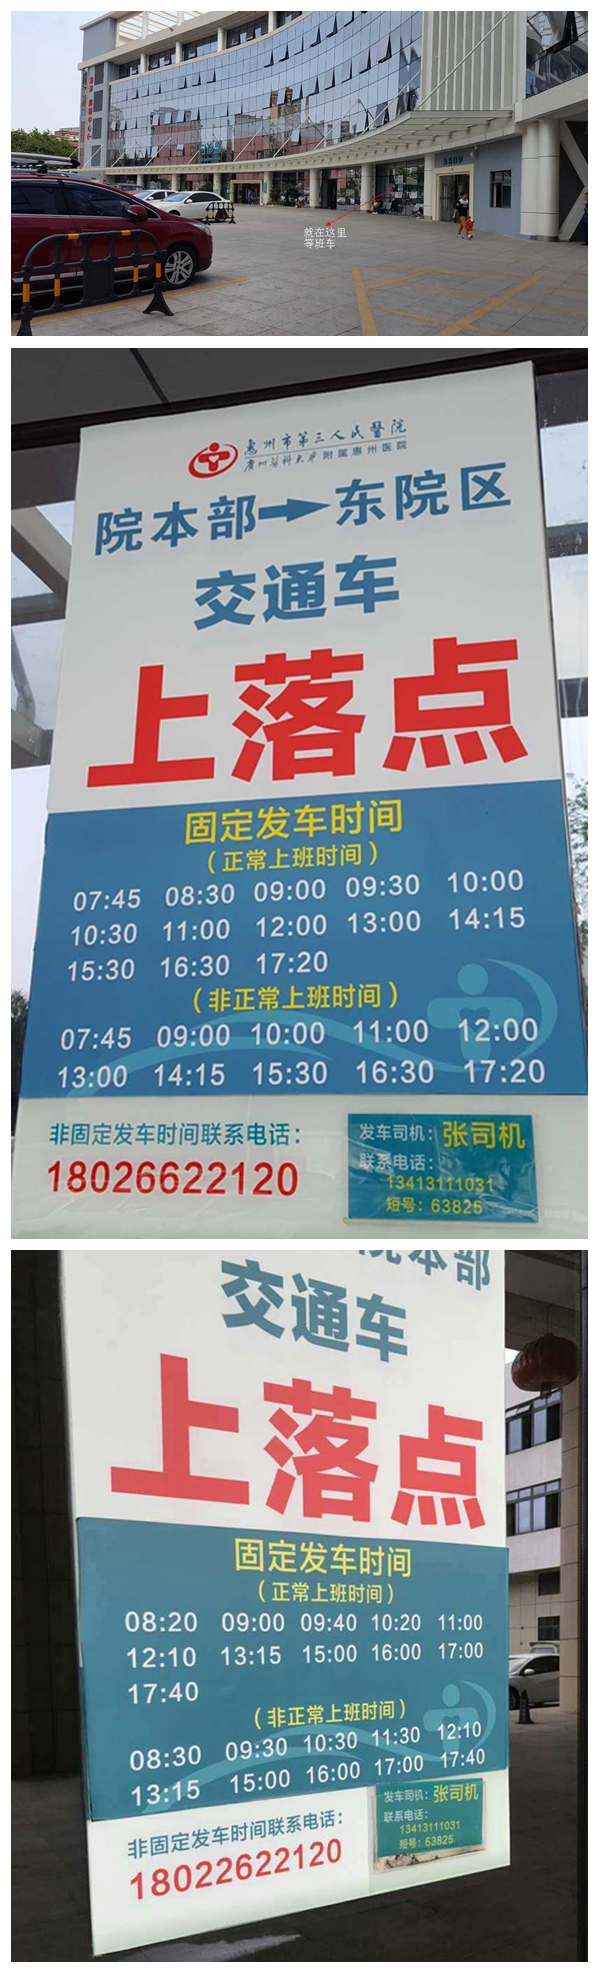 就在这里
等班车
惠州市第三人民醫院
广州医科大学附属惠州医院
院本部→东院区
交通车
上落点
固定发车时间
(正常上班时间)
07:45 08:30 09:00 09:30 10:00
10:30 11:00 12:00 13:00 14:15
15:30 16:30 17:20
(非正常上班时间)
07:45 09:00 10:00 11:00 12:00
13:00 14:15 15:30 16:30 17:20
非固定发车时间联系电话:
18026622120
发车司机:张司机
联系电话:
13413111031
短号:63825
院本部
交通车
上落点
固定发车时间
(正常上班时间)
08:20 09:00 09:40 10:20 11:00
12:10 13:15 15:00 16:00 17:00
17:40
(非正常上班时间)
08:30 09:30 10:30 11:30 12:10
13:15 15:00 16:00 17:00 17:40
非固定发车时间联系电话:
18022622120
发车司机:张司机
联系电话:
13413111031
短号:63825